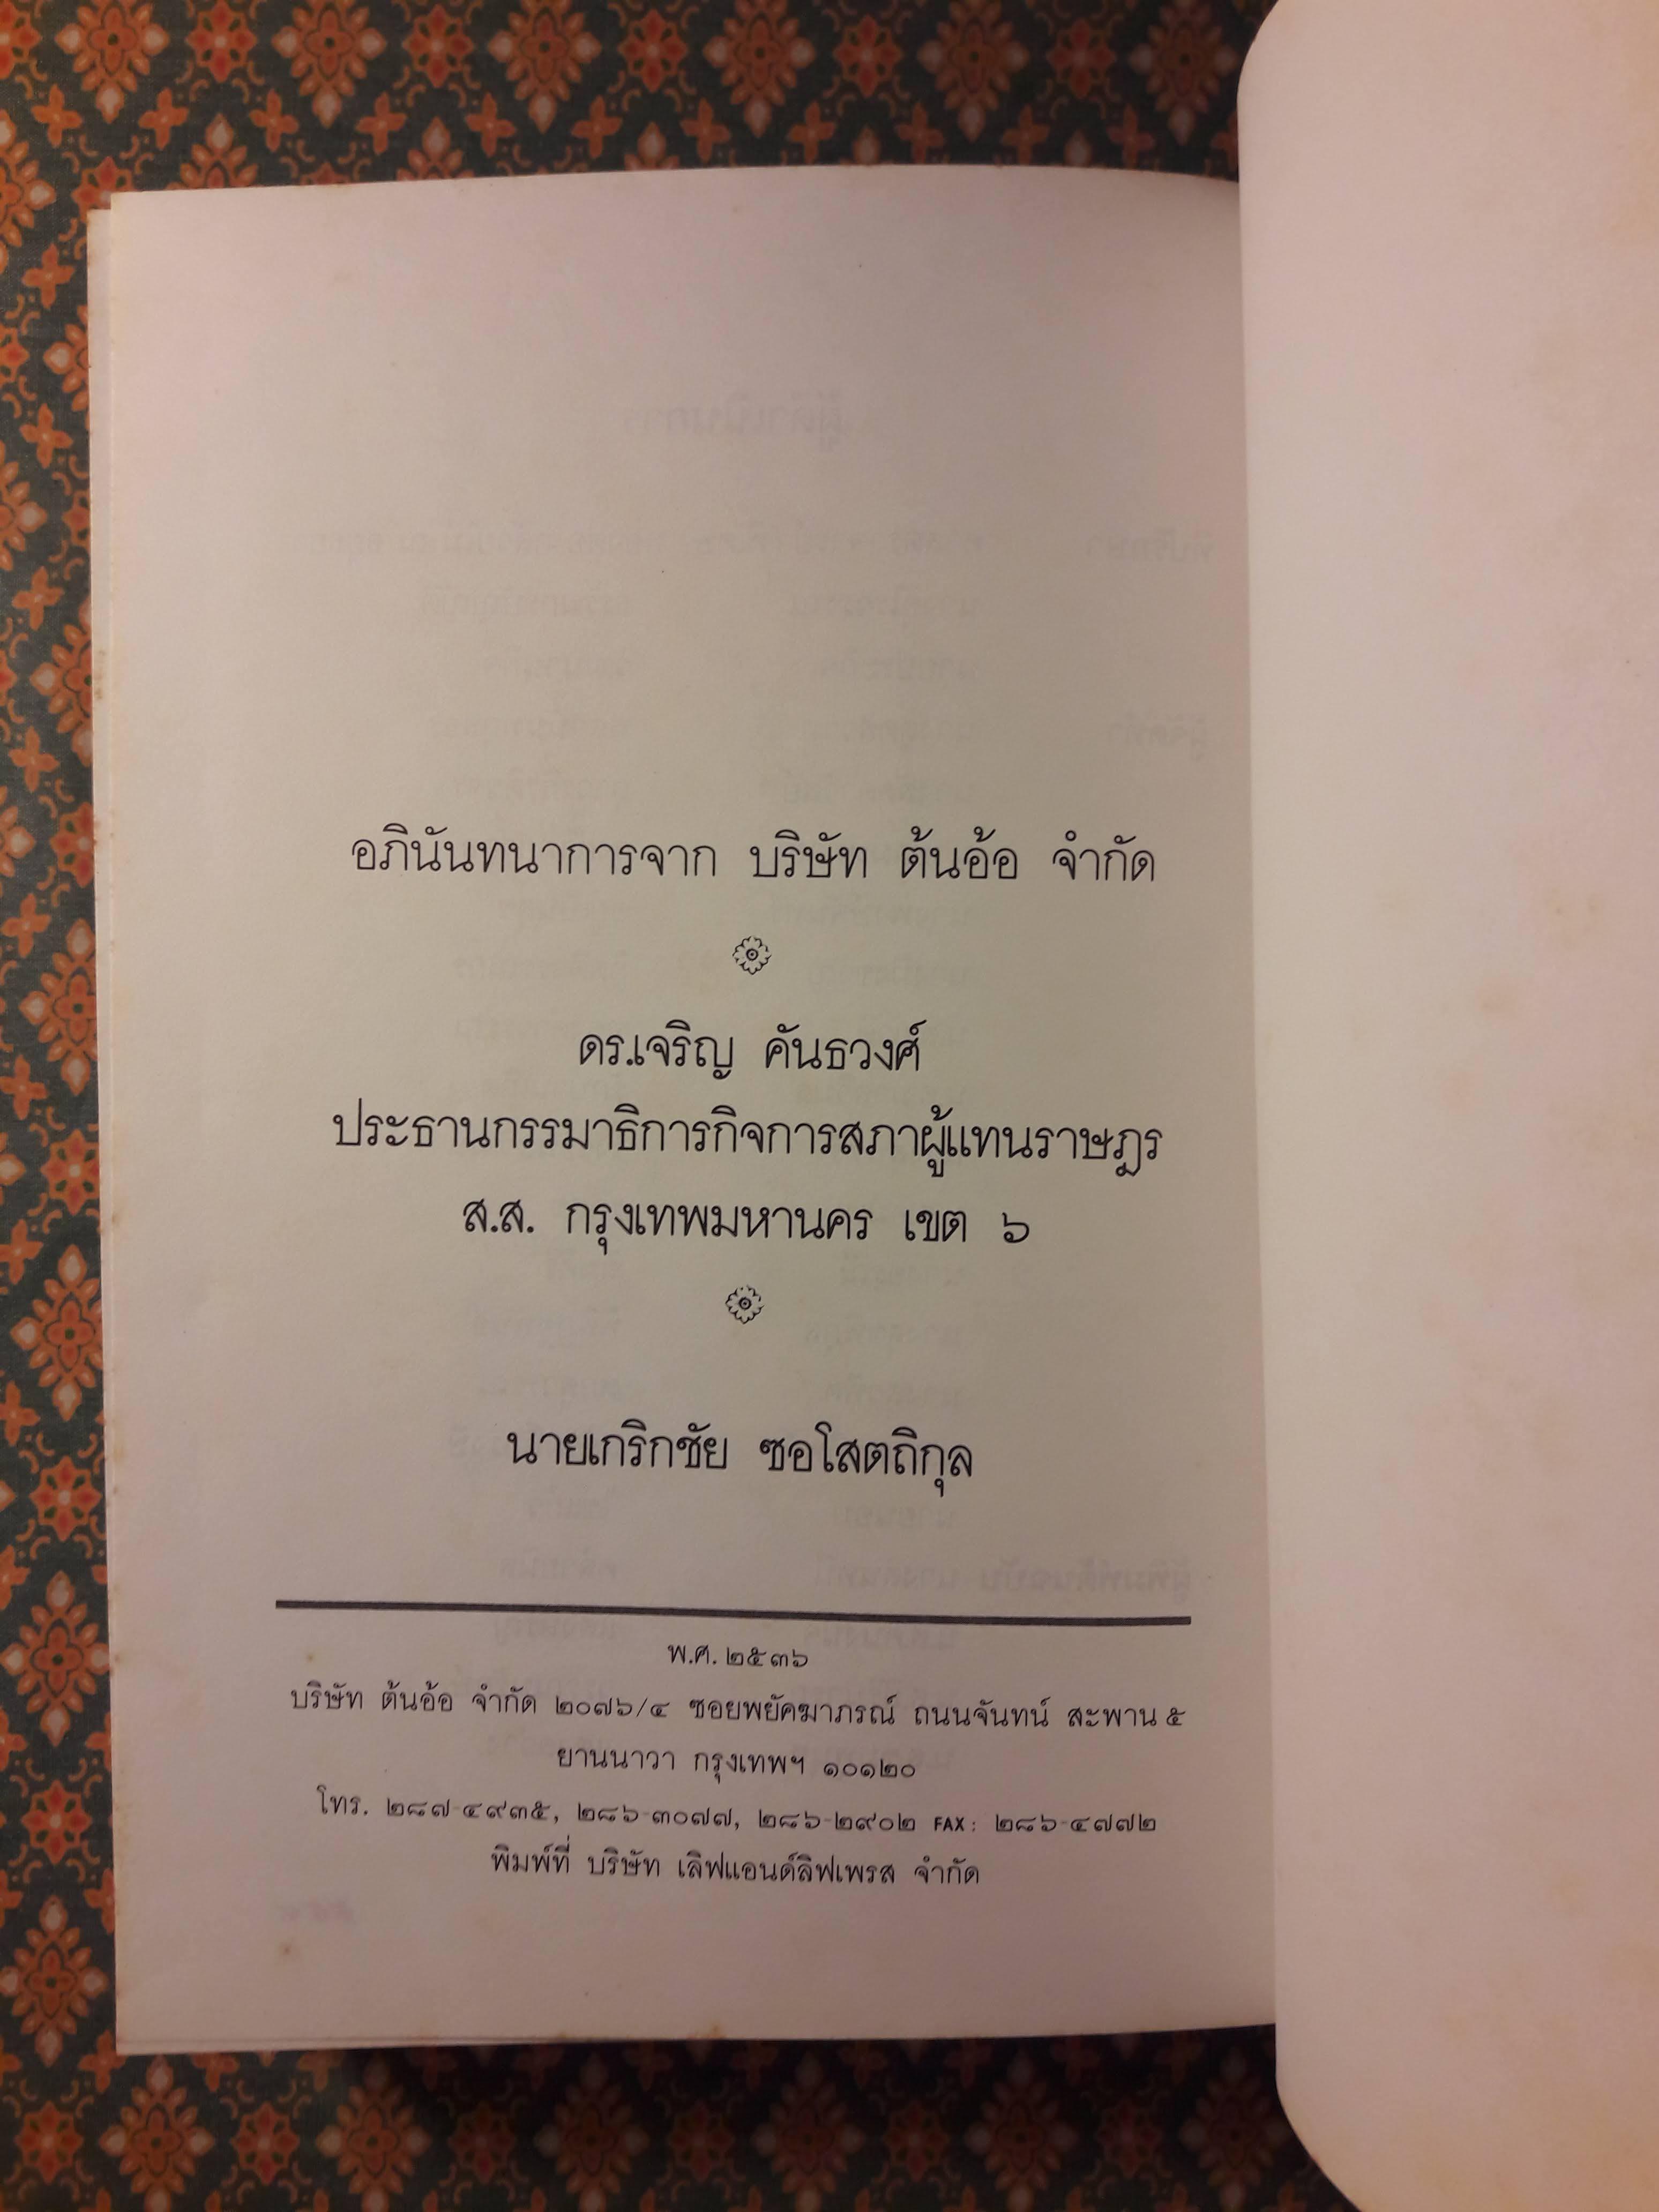 อภินันทนาการจาก บริษัท ต้นอ้อ จำกัด
ดร.เจริญ คันธวงศ์
ประธานกรรมาธิการกิจการสภาผู้แทนราษฎร
ส.ส. กรุงเทพมหานคร เขต ๖
นายเกริกชัย ซอโสตถิกุล
พ.ศ. ๒๕๓๖
บริษัท ต้นอ้อ จำกัด ๒๐๗๖/๔ ซอยพยัคฆาภรณ์ ถนนจันทน์ สะพาน ๕
ยานนาวา กรุงเทพฯ ๑๐๑๒๐
โทร. ๒๘๗-๔๙๓๕, ๒๘๖-๓๐๗๗, ๒๘๖-๒๙๐๒ FAX : ๒๘๖-๔๗๗๒
พิมพ์ที่ บริษัท เลิฟแอนด์ลิฟเพรส จำกัด